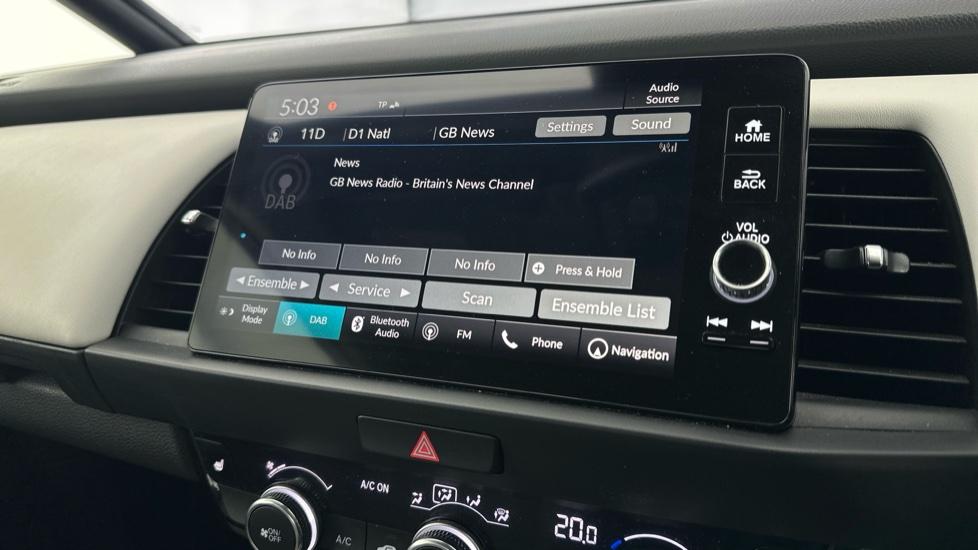 5:03 TP
Audio
Source
11D D1 Natl GB News Settings Sound
News
GB News Radio - Britain's News Channel
DAB
No Info No Info No Info Press & Hold
Ensemble Service Scan Ensemble List
Display
Mode
DAB
Bluetooth
Audio
FM
Phone
Navigation
HOME
BACK
VOL
AUDIO
A/C ON
ON/
OFF
A/C
20.0